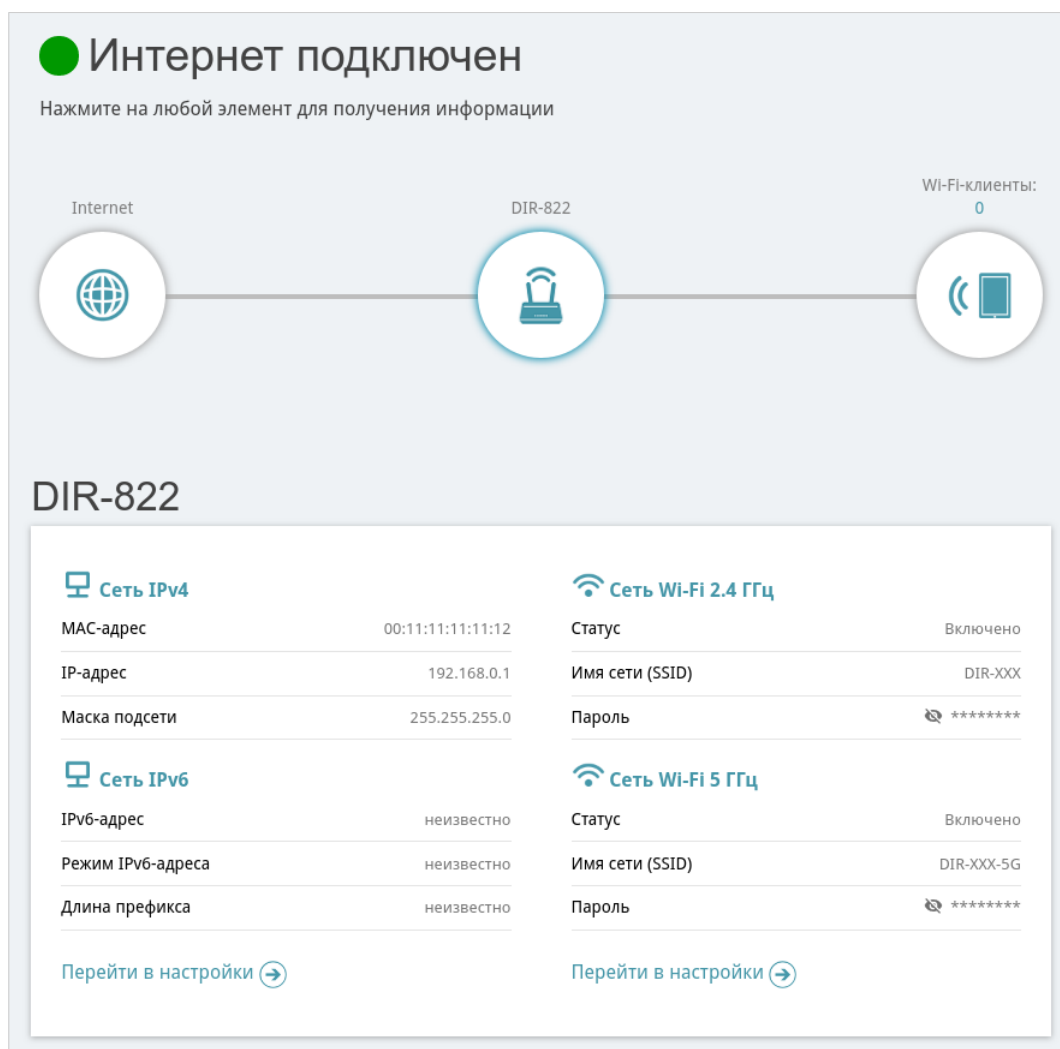 Интернет подключен
Нажмите на любой элемент для получения информации
Internet
DIR-822
Wi-Fi-клиенты:
0
DIR-822
Сеть IPv4
MAC-адрес 00:11:11:11:11:12
IP-адрес 192.168.0.1
Маска подсети 255.255.255.0
Сеть IPv6
IPv6-адрес неизвестно
Режим IPv6-адреса неизвестно
Длина префикса неизвестно
Перейти в настройки
Сеть Wi-Fi 2.4 ГГц
Статус Включено
Имя сети (SSID) DIR-XXX
Пароль ********
Сеть Wi-Fi 5 ГГц
Статус Включено
Имя сети (SSID) DIR-XXX-5G
Пароль ********
Перейти в настройки